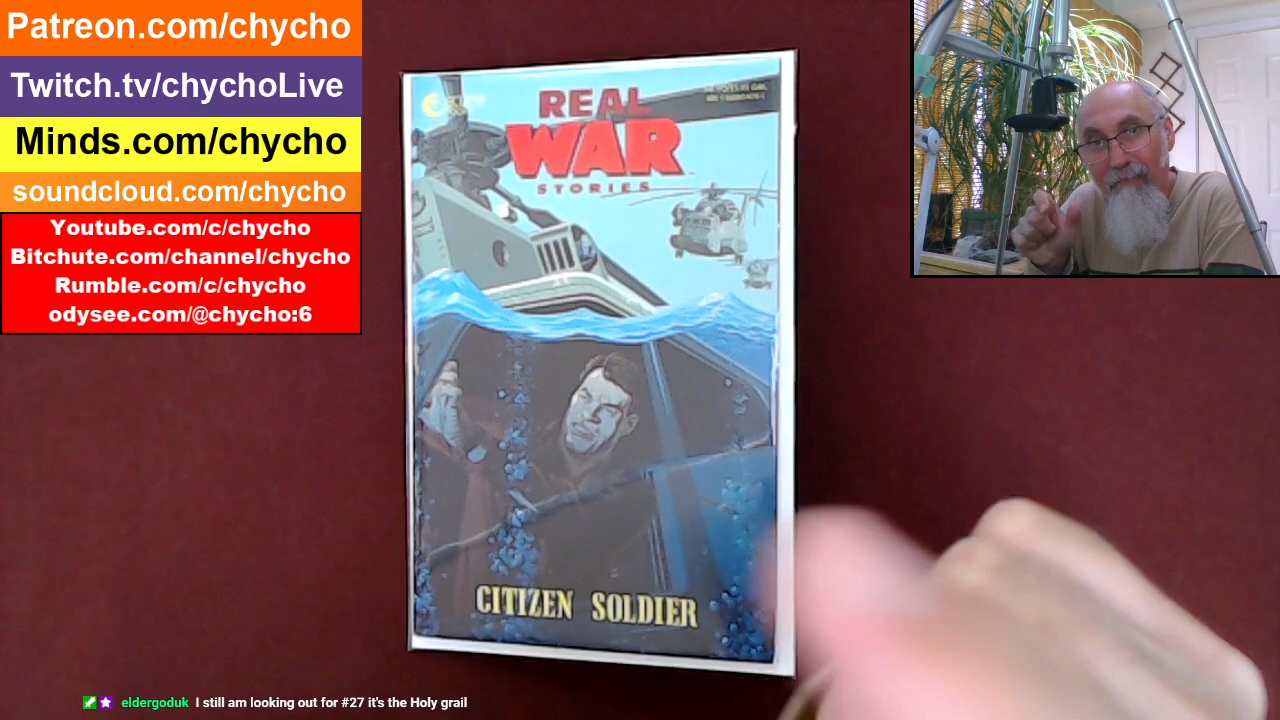 Patreon.com/chycho
Twitch.tv/chychoLive
Minds.com/chycho
soundcloud.com/chycho
Youtube.com/c/chycho
Bitchute.com/channel/chycho
Rumble.com/c/chycho
odysee.com/@chycho:6
REAL
WAR
STORIES
CITIZEN SOLDIER
eldergoduk I still am looking out for #27 it's the Holy grail